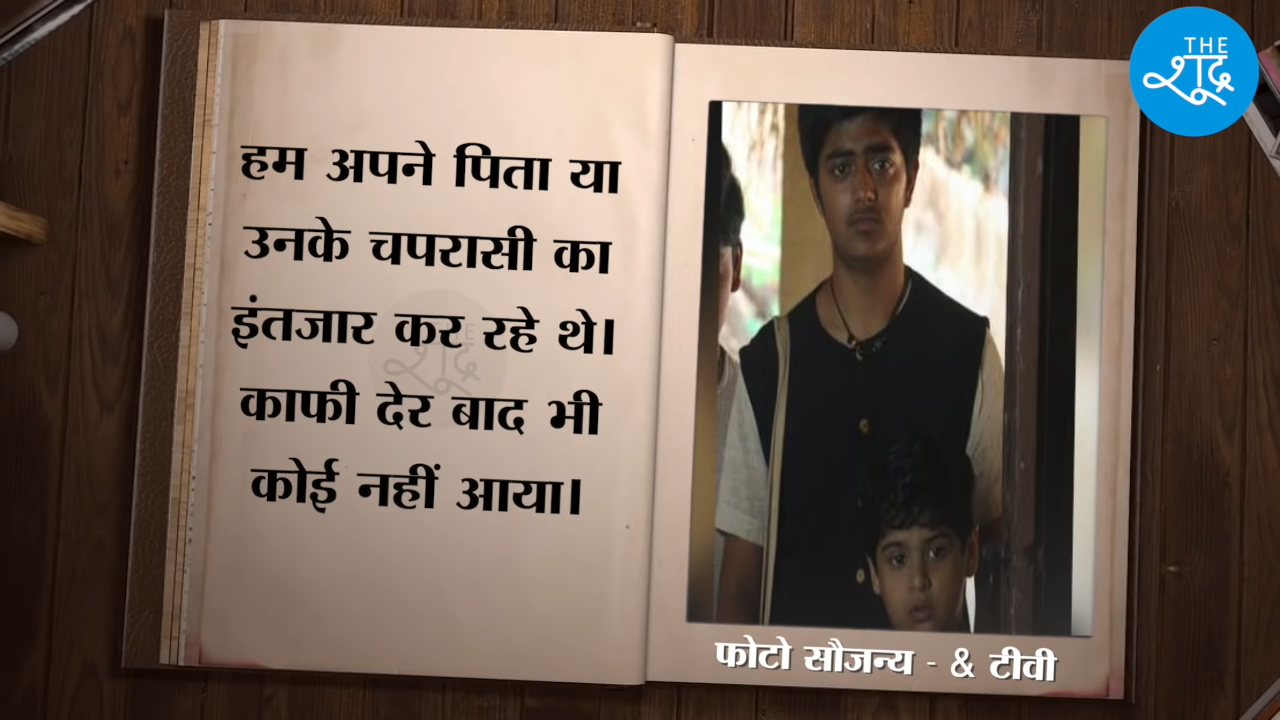 हम अपने पिता या
उनके चपरासी का
इंतजार कर रहे थे।
काफी देर बाद भी
कोई नहीं आया।
THE
शूद्र
फोटो सौजन्य - & टीवी